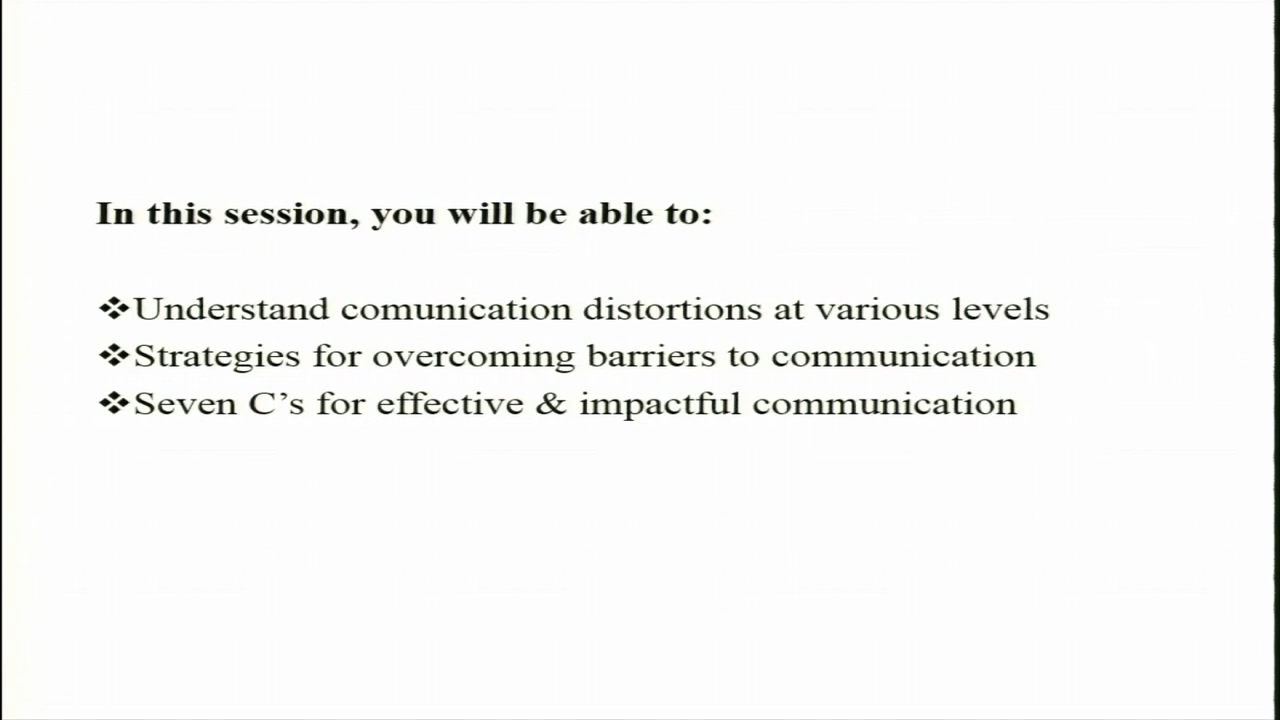 In this session, you will be able to:
❖Understand comunication distortions at various levels
❖Strategies for overcoming barriers to communication
❖Seven C’s for effective & impactful communication